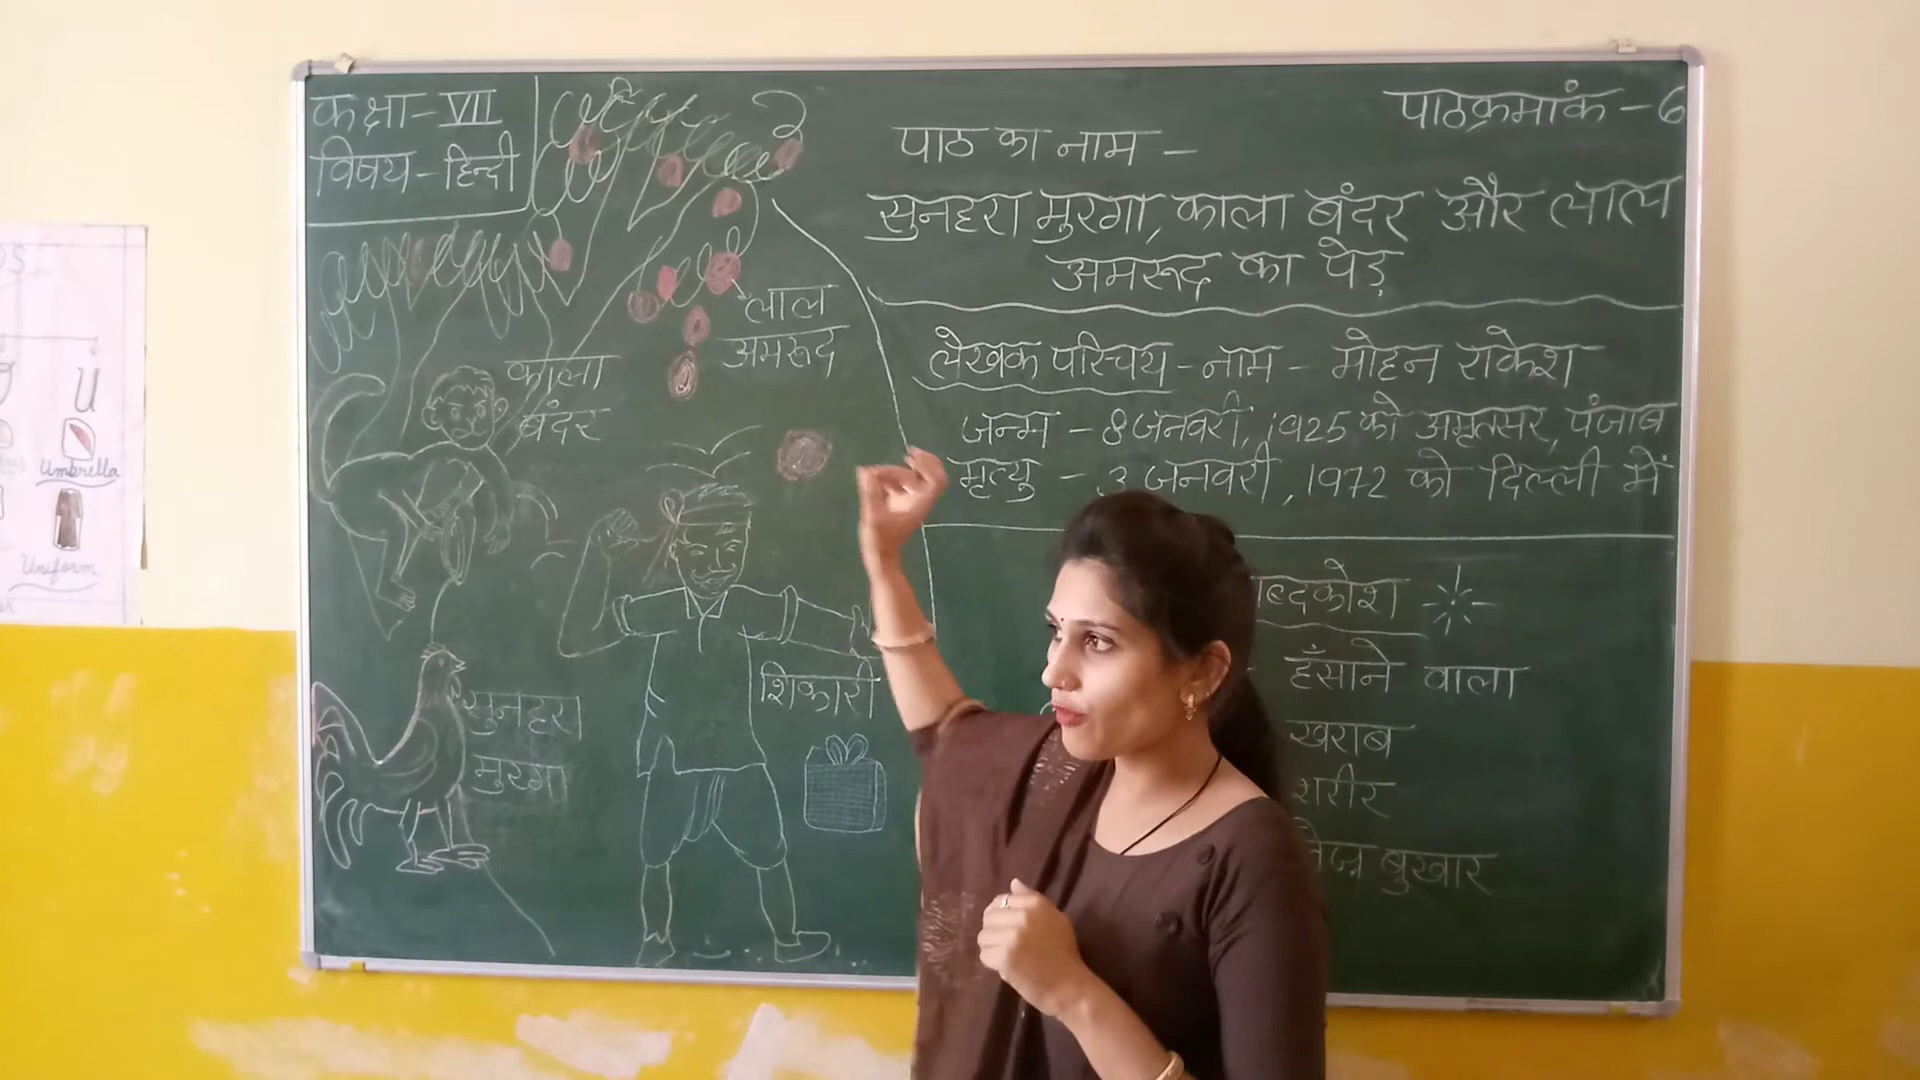 कक्षा - VII
विषय - हिन्दी
पाठक्रमांक - 6
पाठ का नाम -
सुनहरा मुरगा, काला बंदर और लाल
अमरूद का पेड़
लेखक परिचय - नाम - मोहन राकेश
जन्म - 8 जनवरी, 1925 को अमृतसर, पंजाब
मृत्यु - 3 जनवरी, 1972 को दिल्ली में
लाल
अमरूद
काला
बंदर
सुनहरा
मुरगा
शिकारी
ब्दकोश
- हँसाने वाला
खराब
शरीर
तेज़ बुखार
u
Umbrella
Uniform